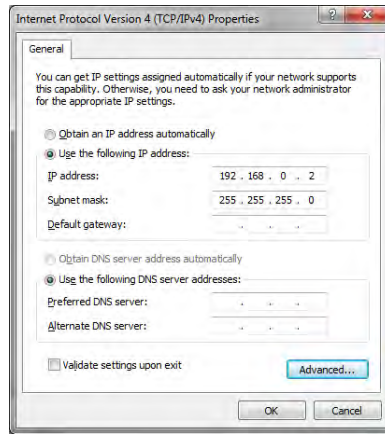 Internet Protocol Version 4 (TCP/IPv4) Properties
General
You can get IP settings assigned automatically if your network supports
this capability. Otherwise, you need to ask your network administrator
for the appropriate IP settings.
Obtain an IP address automatically
Use the following IP address:
IP address: 192 . 168 . 0 . 2
Subnet mask: 255 . 255 . 255 . 0
Default gateway: . . .
Obtain DNS server address automatically
Use the following DNS server addresses:
Preferred DNS server: . . .
Alternate DNS server: . . .
Validate settings upon exit
Advanced...
OK Cancel